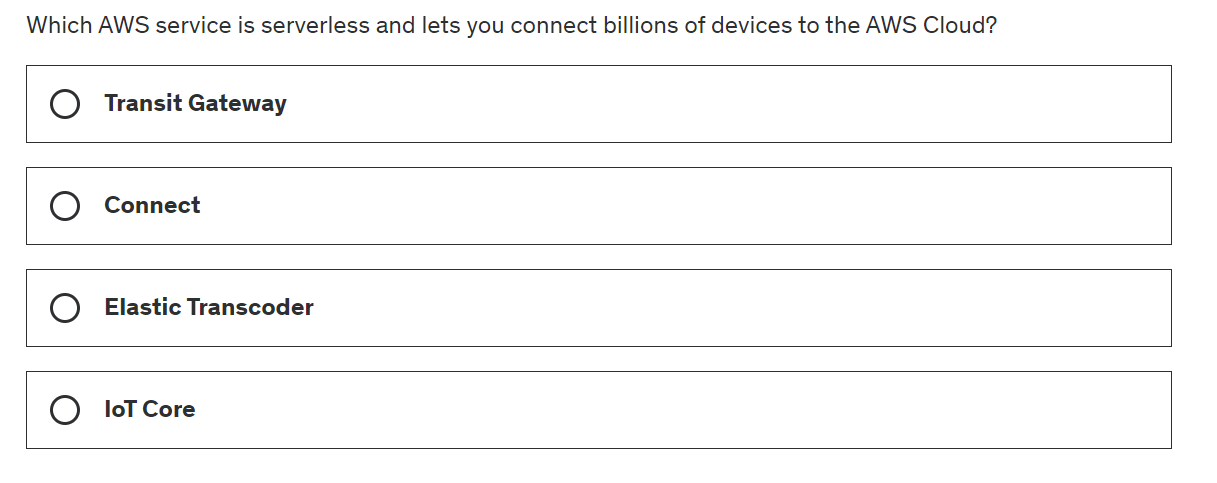 Which AWS service is serverless and lets you connect billions of devices to the AWS Cloud?
Transit Gateway
Connect
Elastic Transcoder
IoT Core